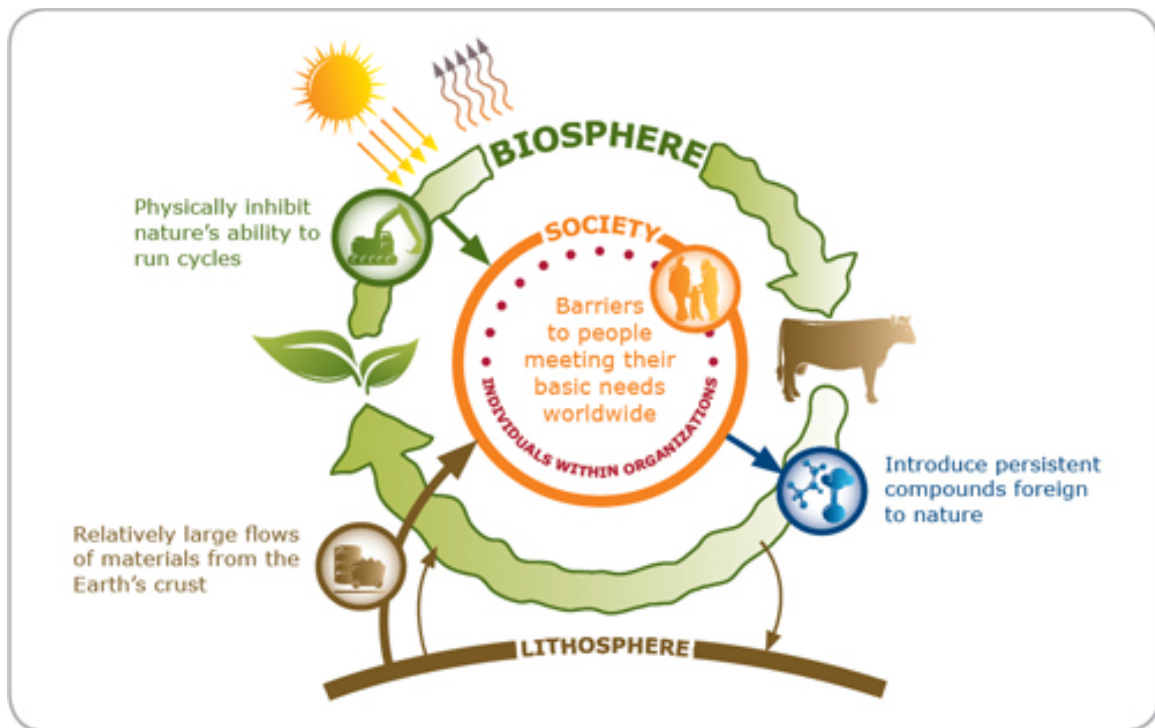 BIOSPHERE
Physically inhibit
nature's ability to
run cycles
SOCIETY
Barriers
to people
meeting their
basic needs
worldwide
INDIVIDUALS WITHIN ORGANIZATIONS
Introduce persistent
compounds foreign
to nature
Relatively large flows
of materials from the
Earth's crust
LITHOSPHERE